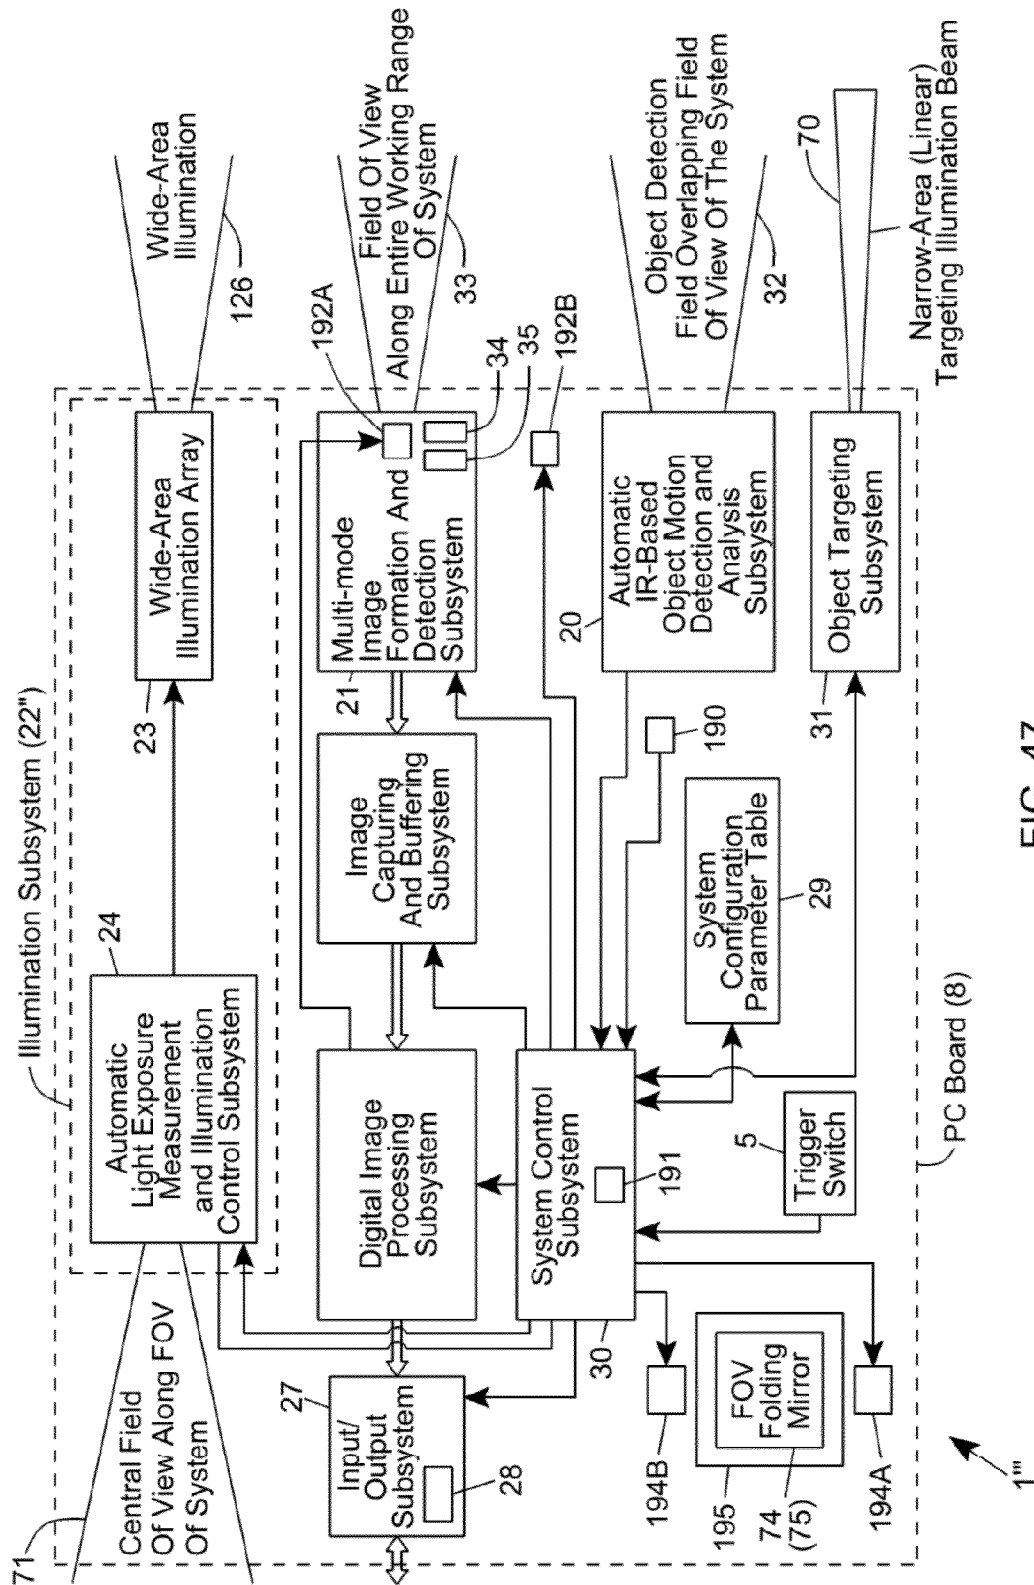 Illumination Subsystem (22")
71
Central Field
Of View Along FOV
Of System
24
Automatic
Light Exposure
Measurement
and Illumination
Control Subsystem
23
Wide-Area
Illumination Array
Wide-Area
Illumination
126
27
Input/
Output
Subsystem
28
Digital Image
Processing
Subsystem
Image
Capturing
And Buffering
Subsystem
21
Multi-mode
Image
Formation And
Detection
Subsystem
192A
34
35
192B
Field Of View
Along Entire Working Range
Of System
33
System Control
Subsystem
191
30
20
Automatic
IR-Based
Object Motion
Detection and
Analysis
Subsystem
Object Detection
Field Overlapping Field
Of View Of The System
32
190
System
Configuration
Parameter Table
29
31
Object Targeting
Subsystem
70
Narrow-Area (Linear)
Targeting Illumination Beam
5
Trigger
Switch
194B
195
FOV
Folding
Mirror
74
(75)
194A
PC Board (8)
1'''
FIG. 47